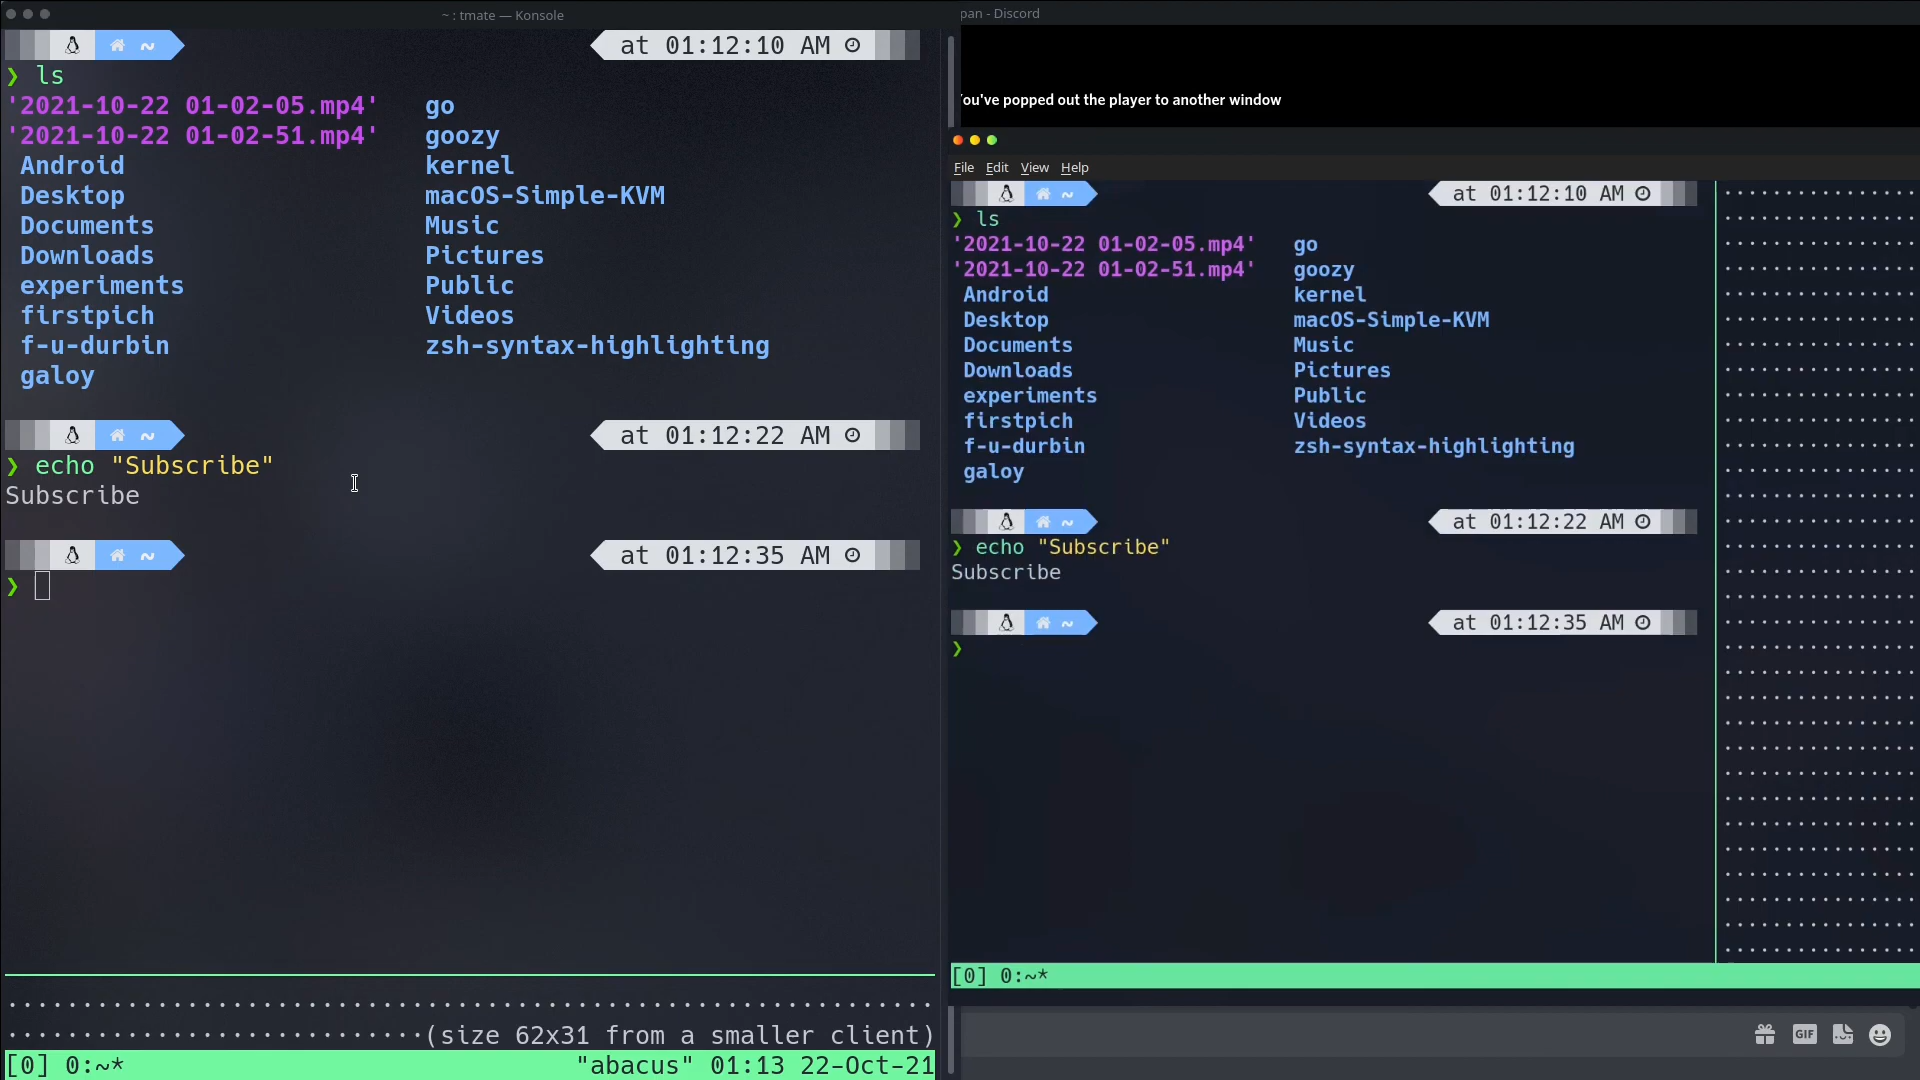 ~ : tmate — Konsole
~ at 01:12:10 AM
❯ ls
'2021-10-22 01-02-05.mp4' go
'2021-10-22 01-02-51.mp4' goozy
Android kernel
Desktop macOS-Simple-KVM
Documents Music
Downloads Pictures
experiments Public
firstpich Videos
f-u-durbin zsh-syntax-highlighting
galoy
~ at 01:12:22 AM
❯ echo "Subscribe"
Subscribe
~ at 01:12:35 AM
❯
(size 62x31 from a smaller client)
[0] 0:~* "abacus" 01:13 22-Oct-21
pan - Discord
You've popped out the player to another window
File Edit View Help
~ at 01:12:10 AM
❯ ls
'2021-10-22 01-02-05.mp4' go
'2021-10-22 01-02-51.mp4' goozy
Android kernel
Desktop macOS-Simple-KVM
Documents Music
Downloads Pictures
experiments Public
firstpich Videos
f-u-durbin zsh-syntax-highlighting
galoy
~ at 01:12:22 AM
❯ echo "Subscribe"
Subscribe
~ at 01:12:35 AM
❯
[0] 0:~*
GIF